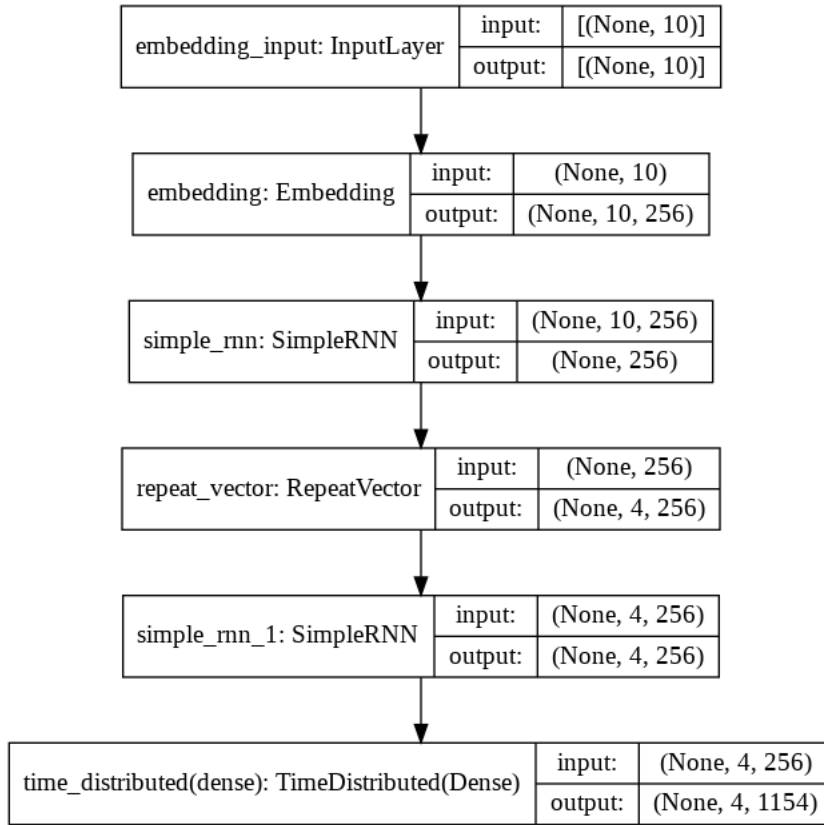 embedding_input: InputLayer
input: [(None, 10)]
output: [(None, 10)]
embedding: Embedding
input: (None, 10)
output: (None, 10, 256)
simple_rnn: SimpleRNN
input: (None, 10, 256)
output: (None, 256)
repeat_vector: RepeatVector
input: (None, 256)
output: (None, 4, 256)
simple_rnn_1: SimpleRNN
input: (None, 4, 256)
output: (None, 4, 256)
time_distributed(dense): TimeDistributed(Dense)
input: (None, 4, 256)
output: (None, 4, 1154)